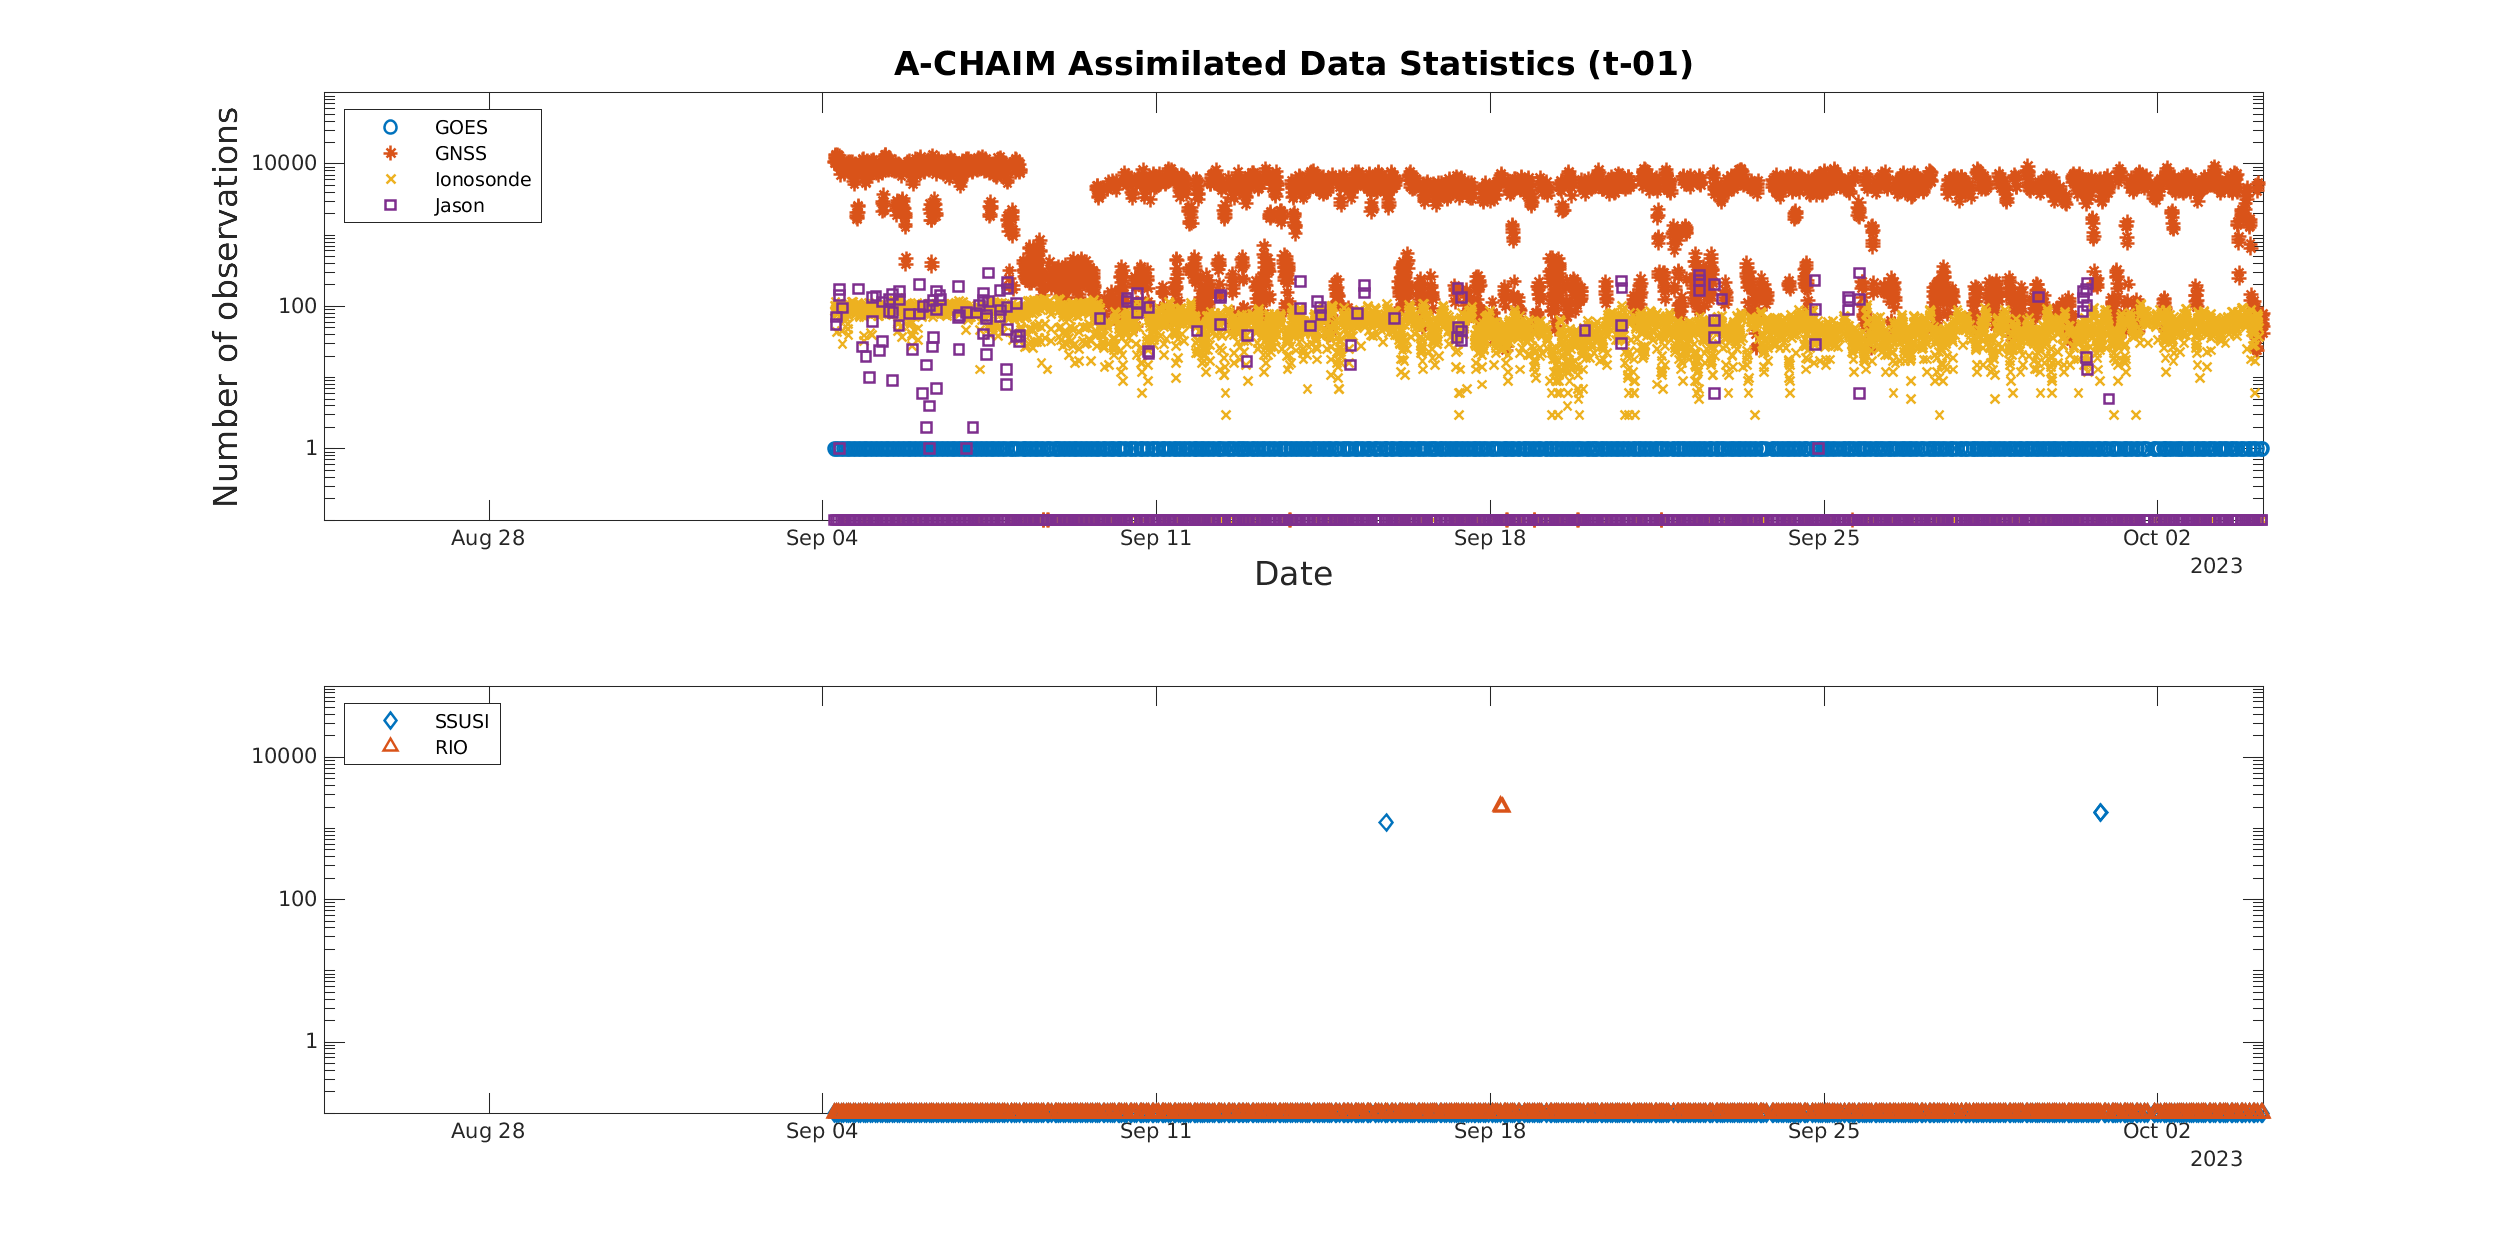 A-CHAIM Assimilated Data Statistics (t-01)
Number of observations
10000
100
1
GOES
GNSS
Ionosonde
Jason
Aug 28
Sep 04
Sep 11
Sep 18
Sep 25
Oct 02
2023
Date
10000
100
1
SSUSI
RIO
Aug 28
Sep 04
Sep 11
Sep 18
Sep 25
Oct 02
2023